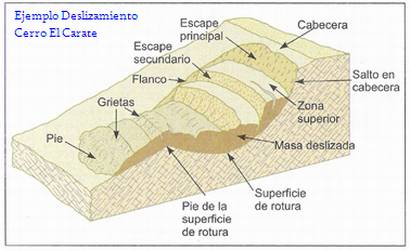 Ejemplo Deslizamiento
Cerro El Carate
Escape
principal
Cabecera
Escape
secundario
Flanco
Salto en
cabecera
Grietas
Zona
superior
Pie
Masa deslizada
Superficie
de rotura
Pie de la
superficie
de rotura